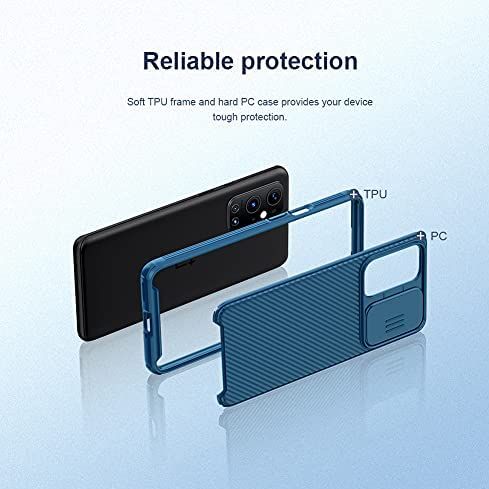 Reliable protection
Soft TPU frame and hard PC case provides your device
tough protection.
TPU
PC